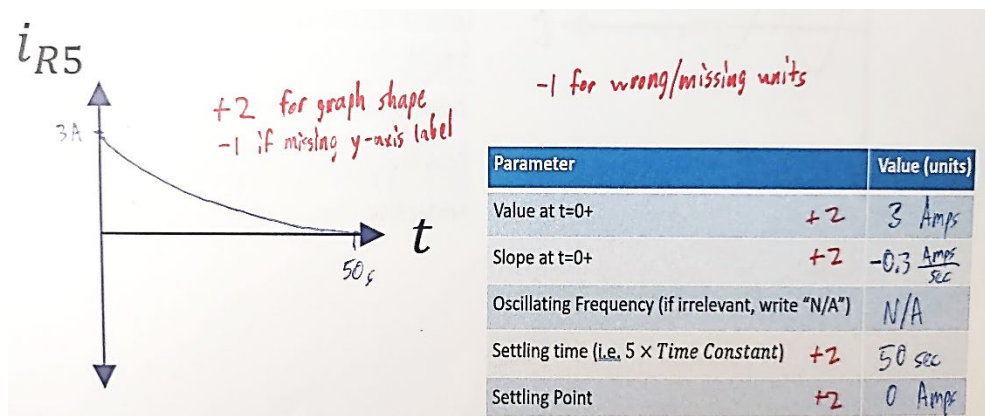 i_{R5}
3A
t
50s
+2 for graph shape
-1 if missing y-axis label
-1 for wrong/missing units
Parameter Value (units)
Value at t=0+ +2 3 Amps
Slope at t=0+ +2 -0.3 Amps/sec
Oscillating Frequency (if irrelevant, write “N/A”) N/A
Settling time (i.e. 5 × Time Constant) +2 50 sec
Settling Point +2 0 Amps